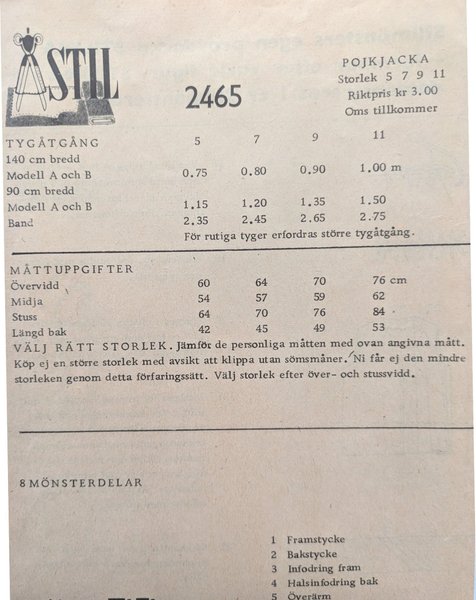 ÅSTIL
2465
POJKJACKA
Storlek 5 7 9 11
Riktpris kr 3.00
Oms tillkommer
TYGÅTGÅNG 5 7 9 11
140 cm bredd
Modell A och B 0.75 0.80 0.90 1.00 m
90 cm bredd
Modell A och B 1.15 1.20 1.35 1.50
Band 2.35 2.45 2.65 2.75
För rutiga tyger erfordras större tygåtgång.
MÅTTUPPGIFTER
Övervidd 60 64 70 76 cm
Midja 54 57 59 62
Stuss 64 70 76 84
Längd bak 42 45 49 53
VÄLJ RÄTT STORLEK. Jämför de personliga måtten med ovan angivna mått.
Köp ej en större storlek med avsikt att klippa utan sömsmåner. Ni får ej den mindre
storleken genom detta förfaringssätt. Välj storlek efter över- och stussvidd.
8 MÖNSTERDELAR
1 Framstycke
2 Bakstycke
3 Infodring fram
4 Halsinfodring bak
5 Överärm